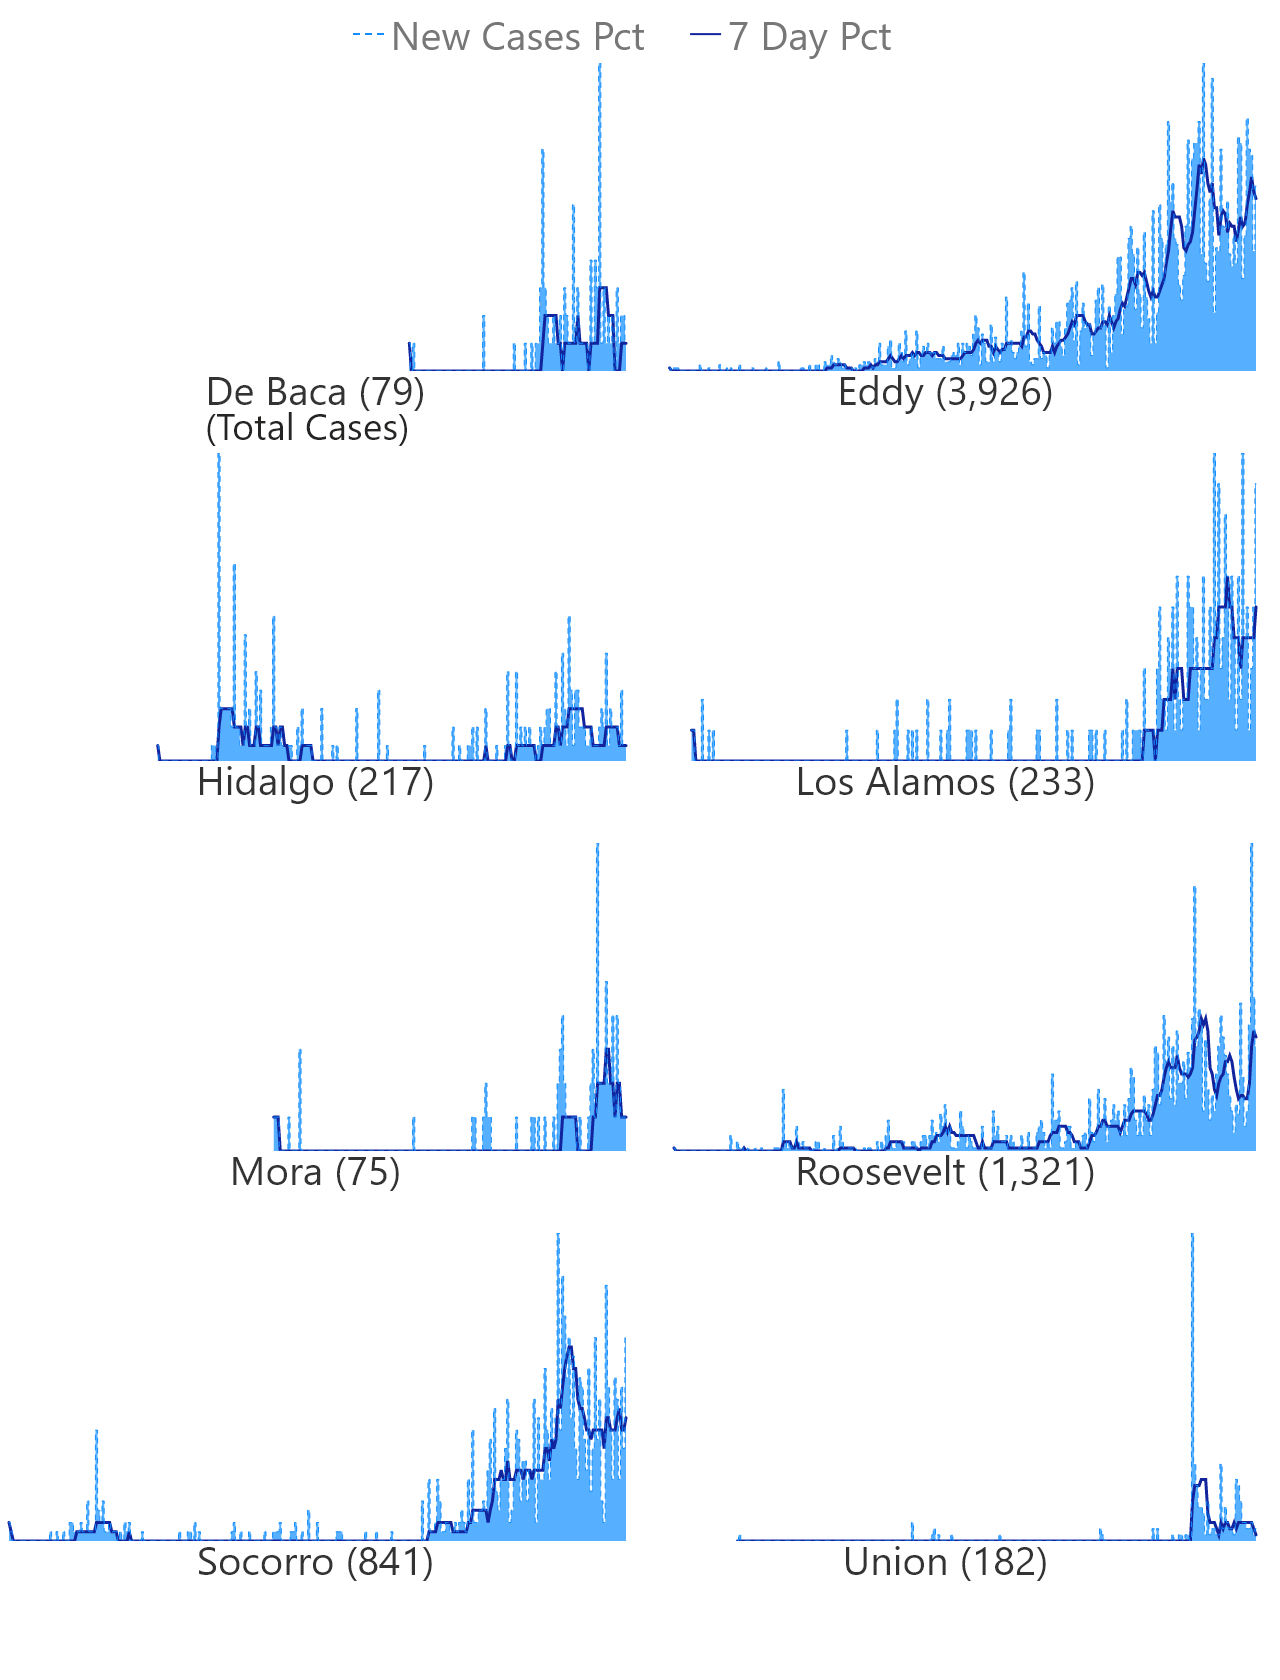 New Cases Pct 7 Day Pct
De Baca (79)
(Total Cases)
Eddy (3,926)
Hidalgo (217)
Los Alamos (233)
Mora (75)
Roosevelt (1,321)
Socorro (841)
Union (182)